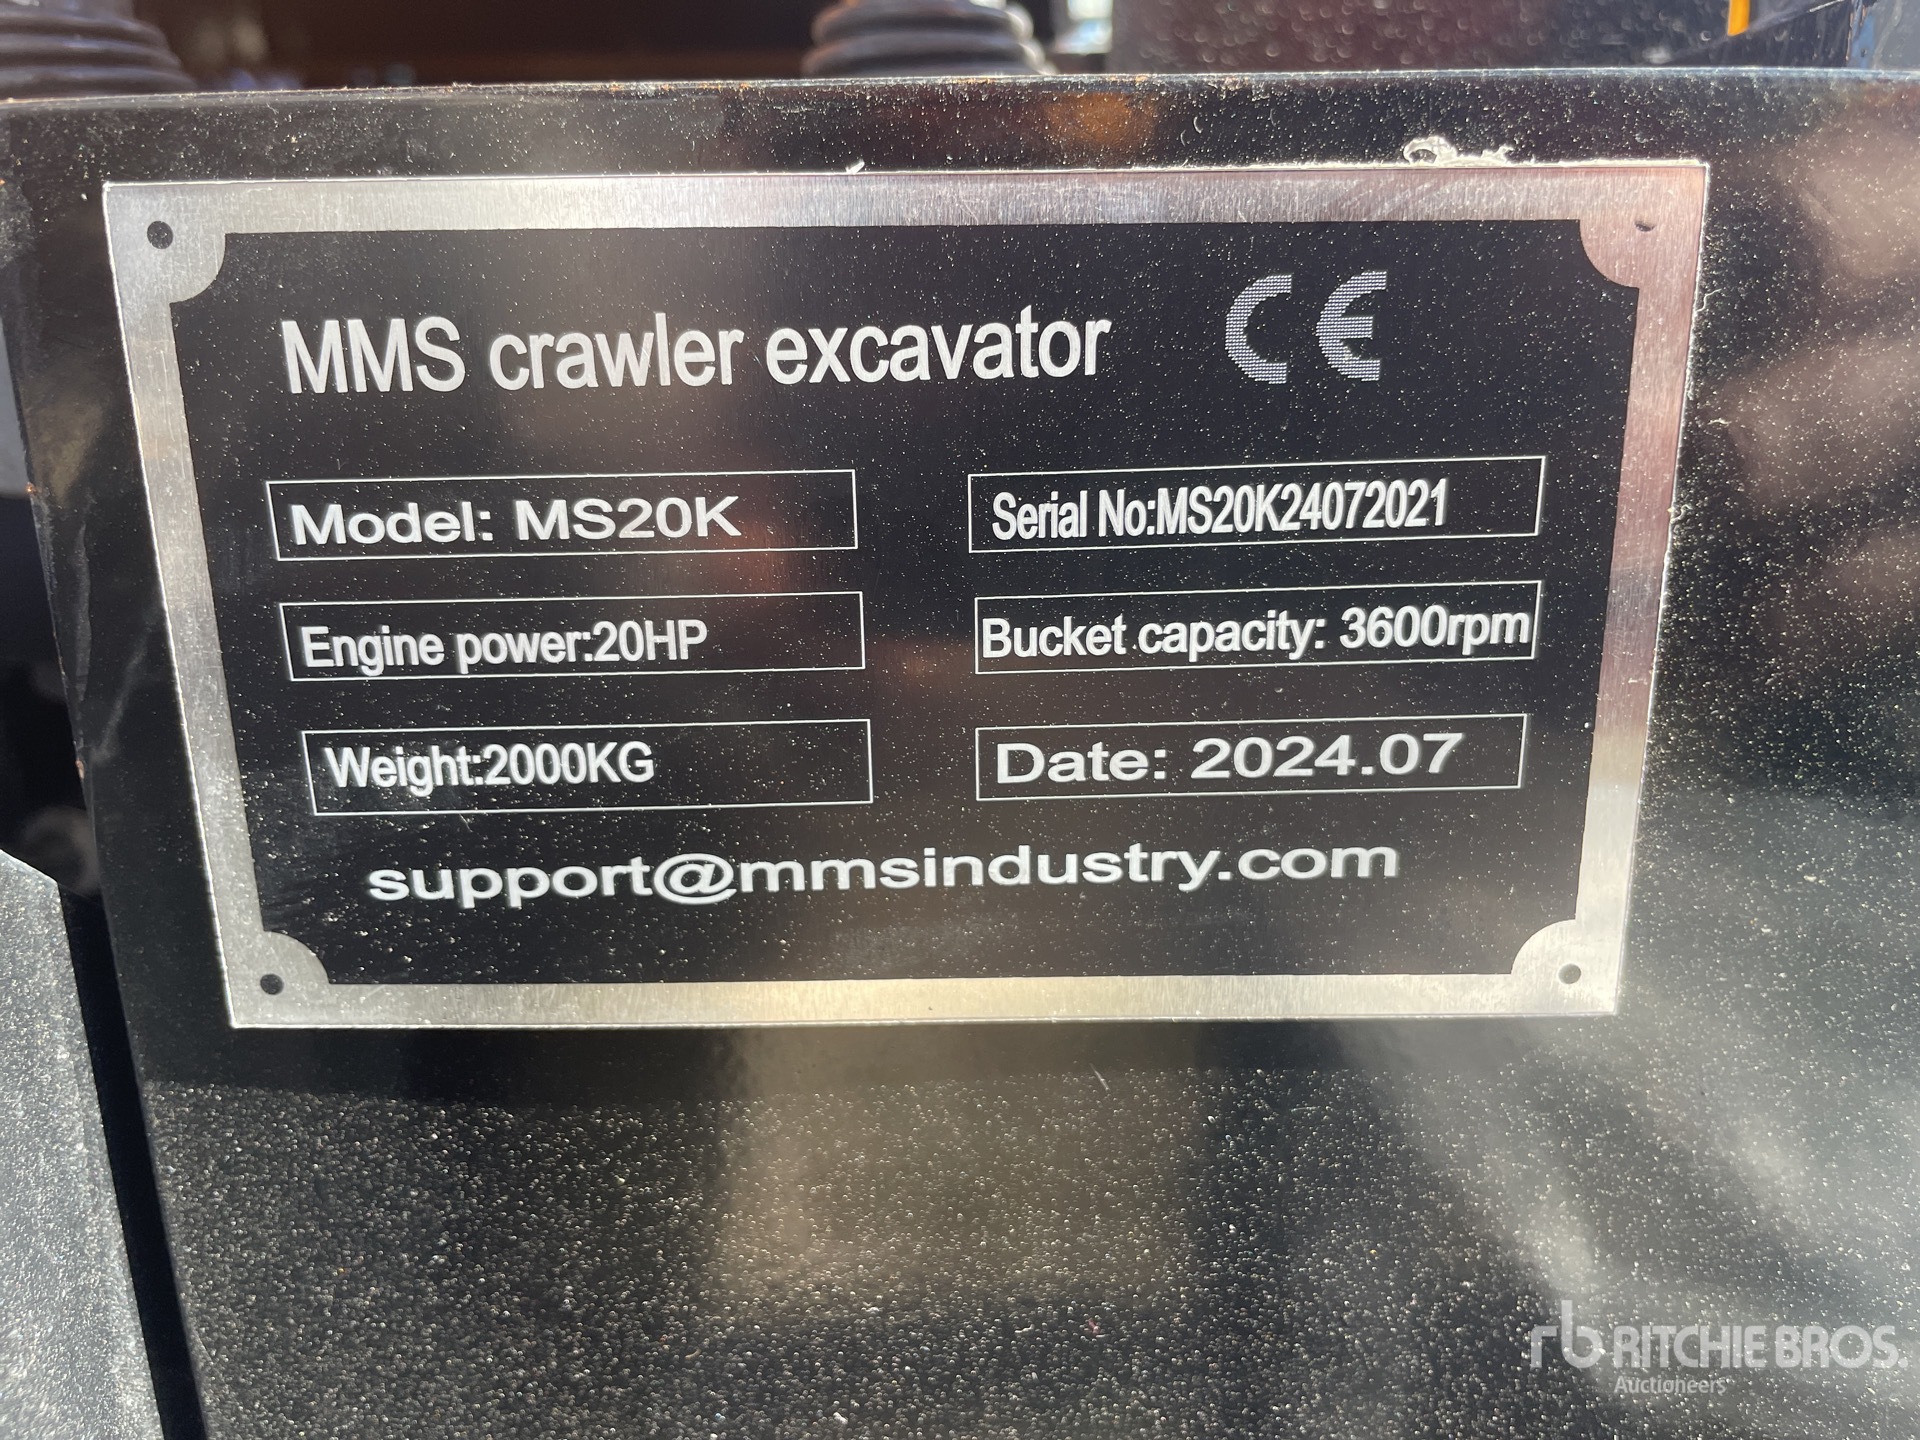 MMS crawler excavator CE
Model: MS20K
Serial No:MS20K24072021
Engine power:20HP
Bucket capacity: 3600rpm
Weight:2000KG
Date: 2024.07
support@mmsindustry.com
rb RITCHIE BROS.
Auctioneers